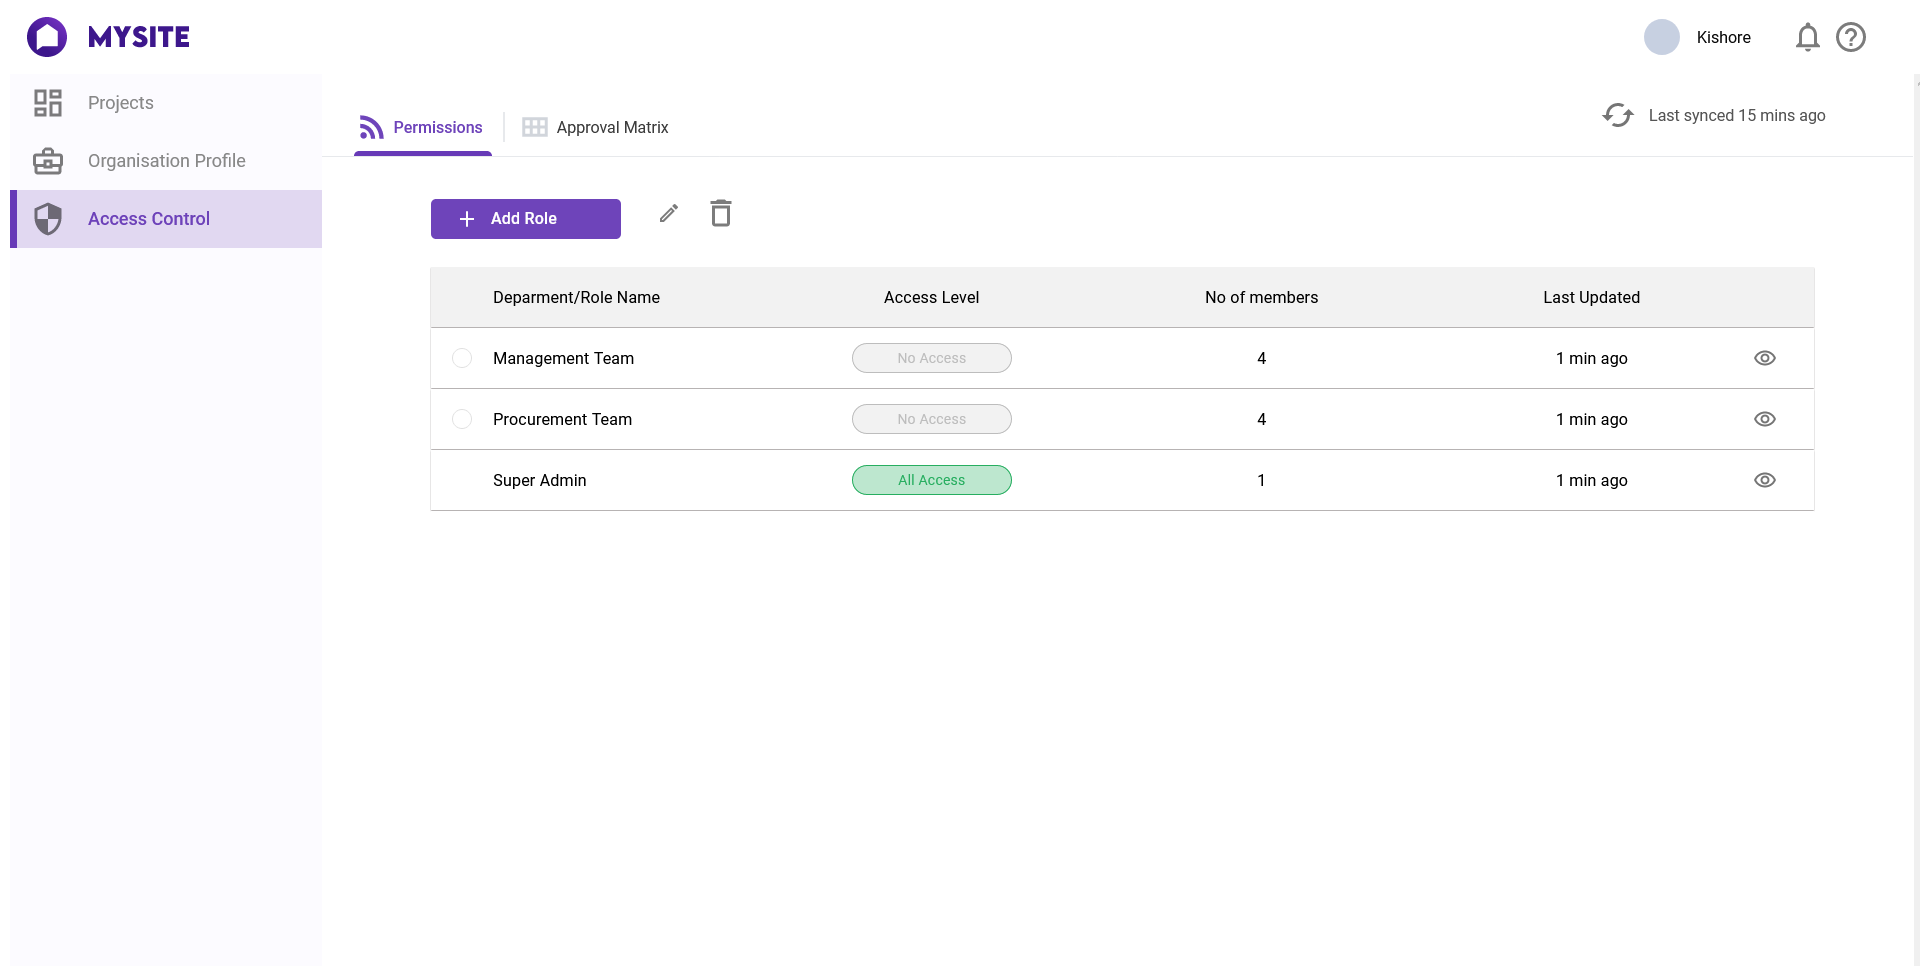 MYSITE
Kishore
Projects
Organisation Profile
Access Control
Permissions
Approval Matrix
Last synced 15 mins ago
Add Role
Deparment/Role Name Access Level No of members Last Updated
Management Team No Access 4 1 min ago
Procurement Team No Access 4 1 min ago
Super Admin All Access 1 1 min ago